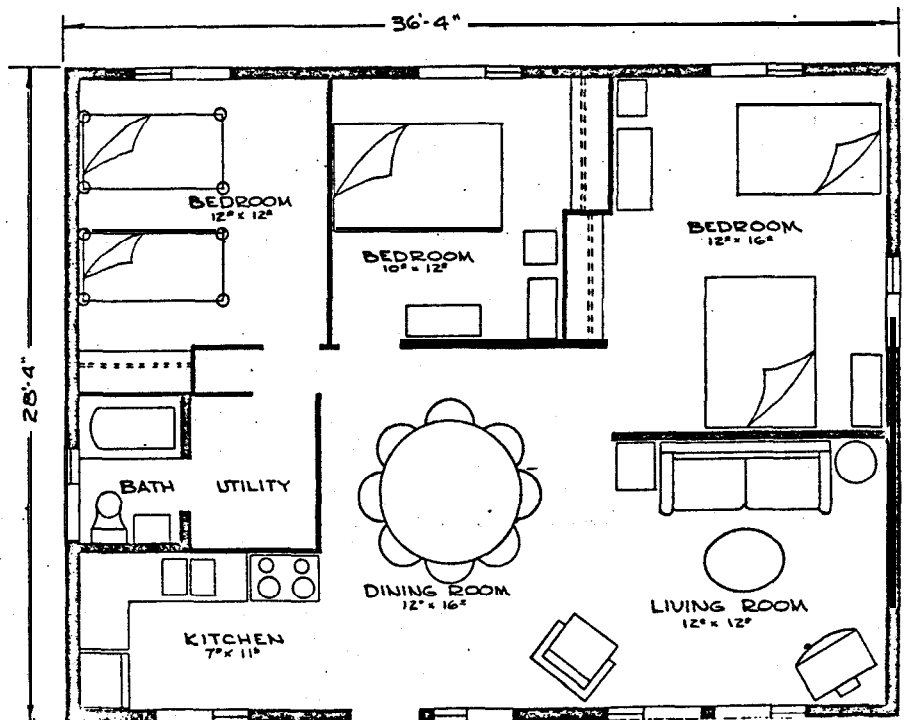 36'-4"
BEDROOM
12⁰ x 12⁰
BEDROOM
10⁰ x 12⁰
BEDROOM
12⁰ x 16⁰
28'-4"
BATH
UTILITY
DINING ROOM
12⁰ x 16⁰
LIVING ROOM
12⁰ x 12⁰
KITCHEN
7⁰ x 11⁰